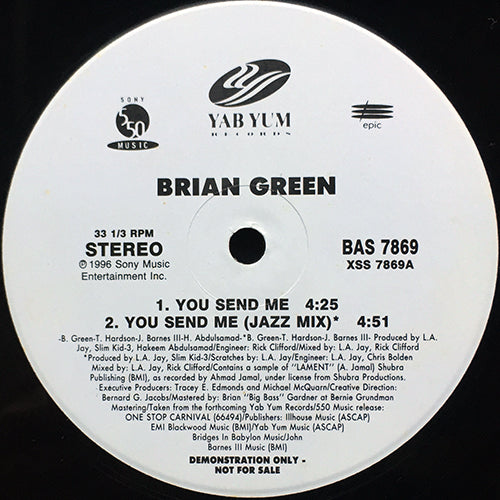 SONY
550
MUSIC
YAB YUM
RECORDS
epic
BRIAN GREEN
33 1/3 RPM
STEREO
℗ 1996 Sony Music
Entertainment Inc.
BAS 7869
XSS 7869A
1. YOU SEND ME 4:25
2. YOU SEND ME (JAZZ MIX)* 4:51
-B. Green-T. Hardson-J. Barnes III-H. Abdulsamad-*B. Green-T. Hardson-J. Barnes III- Produced by L.A.
Jay, Slim Kid-3, Hakeem Abdulsamad/Engineer: Rick Clifford/Mixed by: L.A. Jay, Rick Clifford
*Produced by L.A. Jay, Slim Kid-3/Scratches by: L.A. Jay/Engineer: L.A. Jay, Chris Bolden
Mixed by: L.A. Jay, Rick Clifford/Contains a sample of "LAMENT" (A. Jamal) Shubra
Publishing (BMI), as recorded by Ahmad Jamal, under license from Shubra Productions.
-Executive Producers: Tracey E. Edmonds and Michael McQuarn/Creative Direction:
Bernard G. Jacobs/Mastered by: Brian "Big Bass" Gardner at Bernie Grundman
Mastering/Taken from the forthcoming Yab Yum Records/550 Music release:
ONE STOP CARNIVAL (66494)/Publishers: Illhouse Music (ASCAP)/
EMI Blackwood Music (BMI)/Yab Yum Music (ASCAP)
Bridges In Babylon Music/John
Barnes III Music (BMI)
DEMONSTRATION ONLY -
NOT FOR SALE